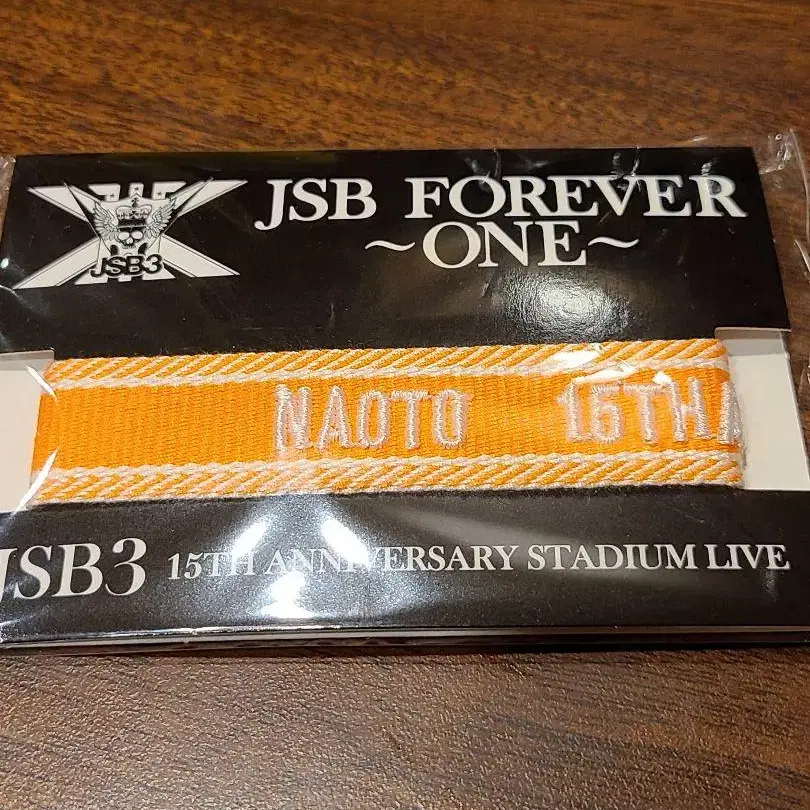 JSB FOREVER
~ONE~
JSB3
NAOTO 15TH
JSB3 15TH ANNIVERSARY STADIUM LIVE